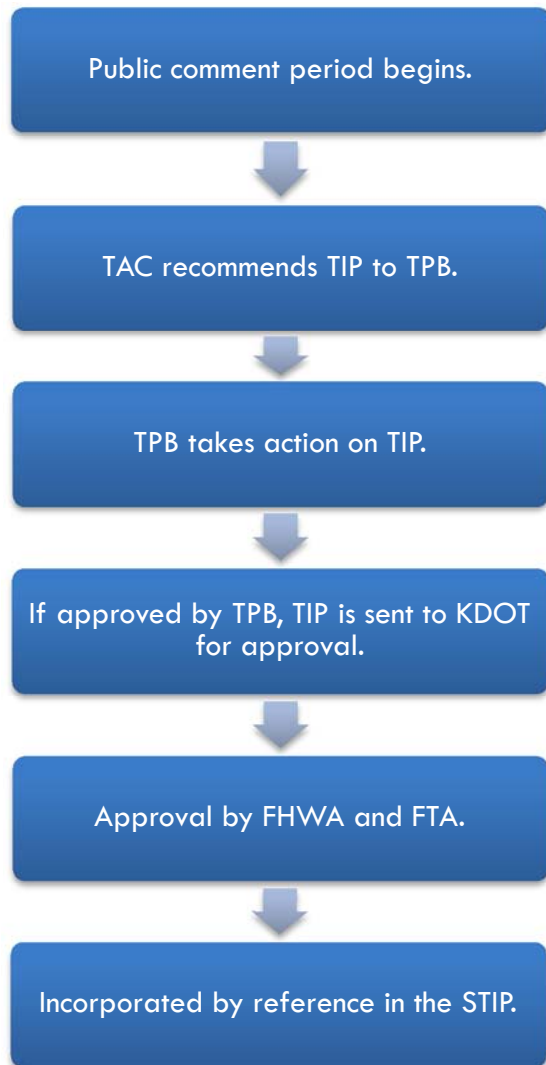 Public comment period begins.
TAC recommends TIP to TPB.
TPB takes action on TIP.
If approved by TPB, TIP is sent to KDOT
for approval.
Approval by FHWA and FTA.
Incorporated by reference in the STIP.